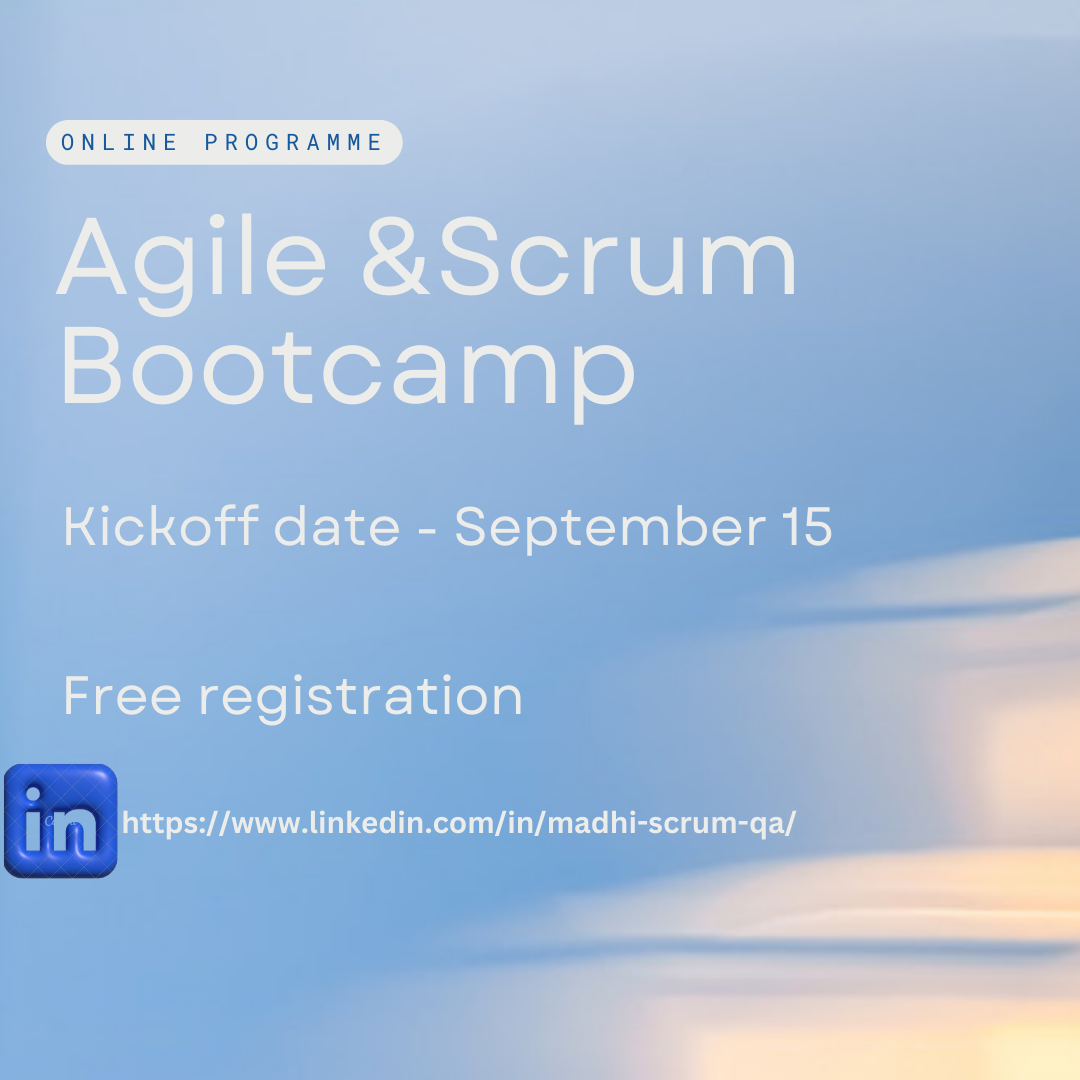 ONLINE PROGRAMME
Agile &Scrum
Bootcamp
Kickoff date - September 15
Free registration
in
https://www.linkedin.com/in/madhi-scrum-qa/